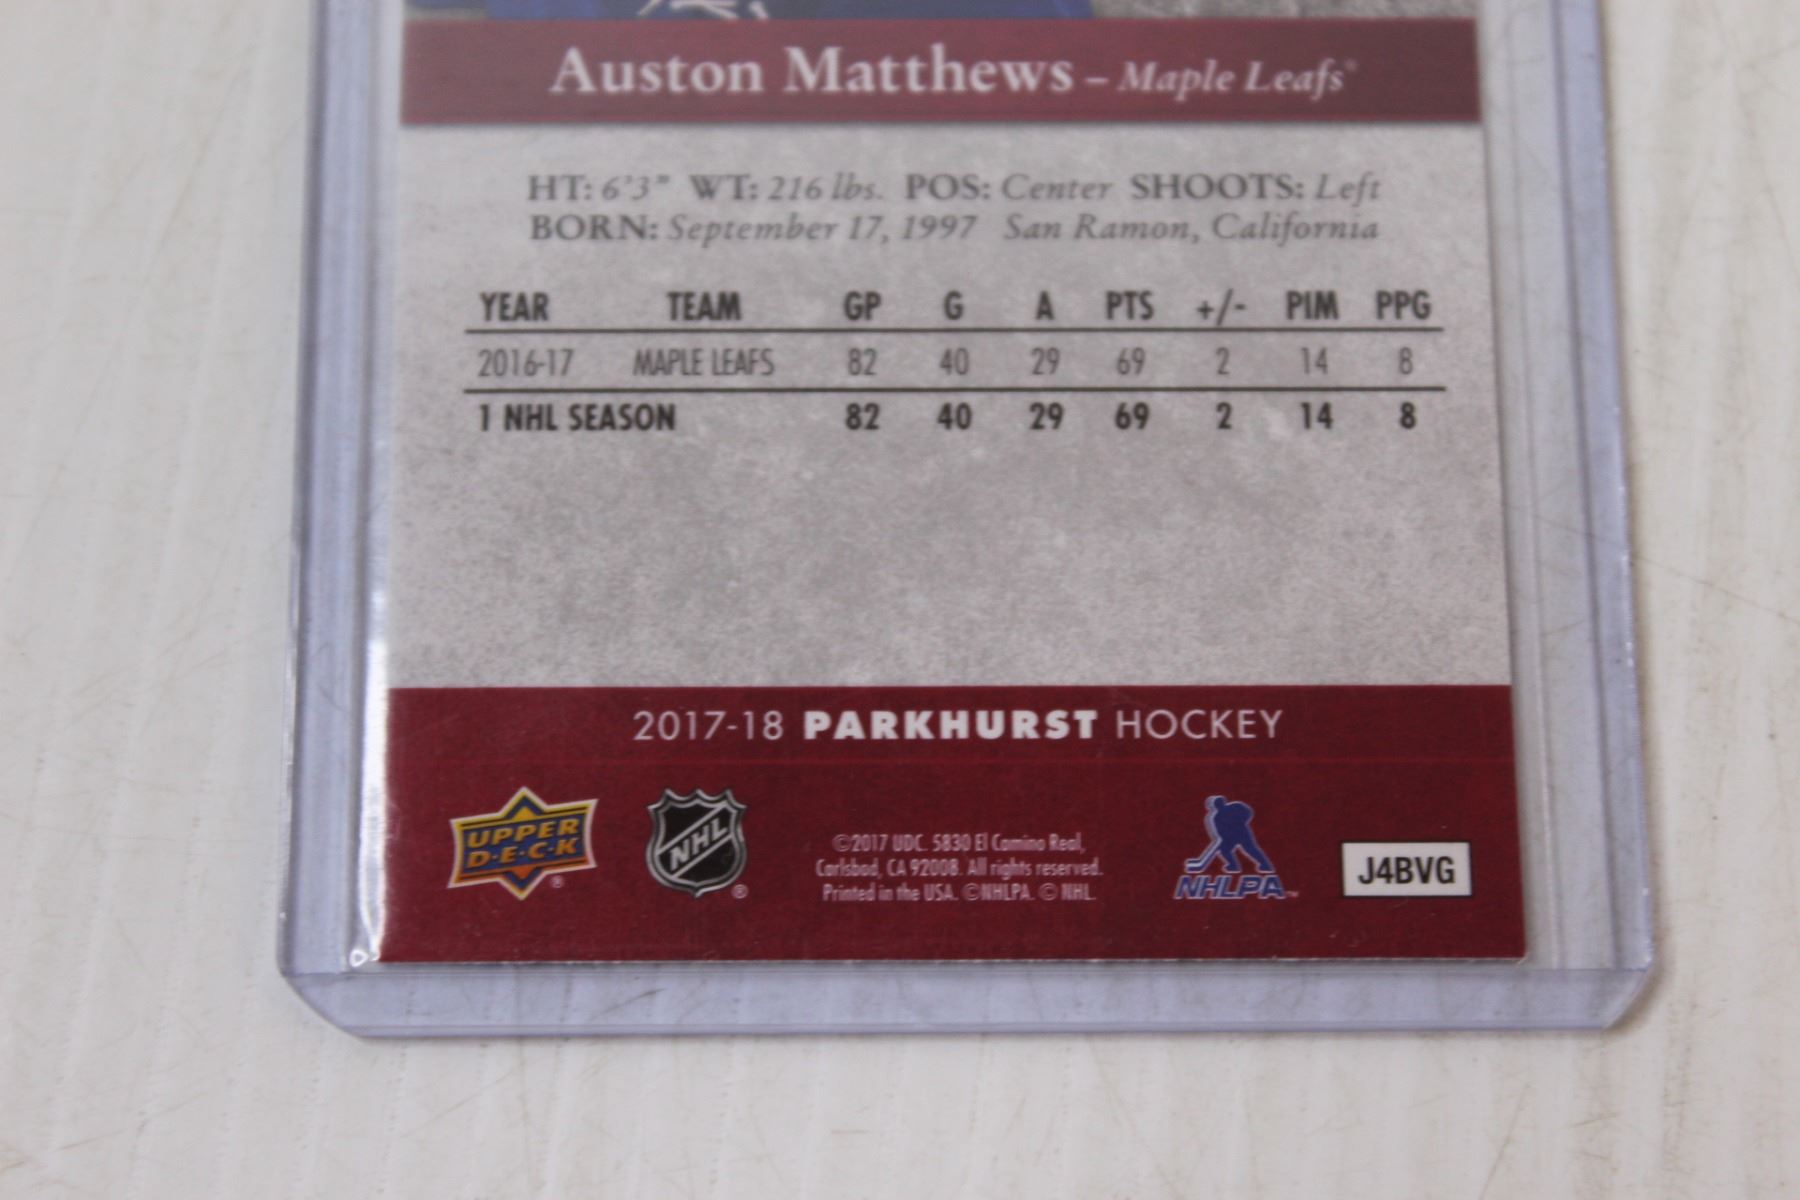 Auston Matthews – Maple Leafs®
HT: 6'3" WT: 216 lbs. POS: Center SHOOTS: Left
BORN: September 17, 1997 San Ramon, California
YEAR TEAM GP G A PTS +/- PIM PPG
2016-17 MAPLE LEAFS 82 40 29 69 2 14 8
1 NHL SEASON 82 40 29 69 2 14 8
2017-18 PARKHURST HOCKEY
UPPER
D·E·C·K®
NHL®
©2017 UDC. 5830 El Camino Real,
Carlsbad, CA 92008. All rights reserved.
Printed in the USA. ©NHLPA. © NHL.
NHLPA™
J4BVG